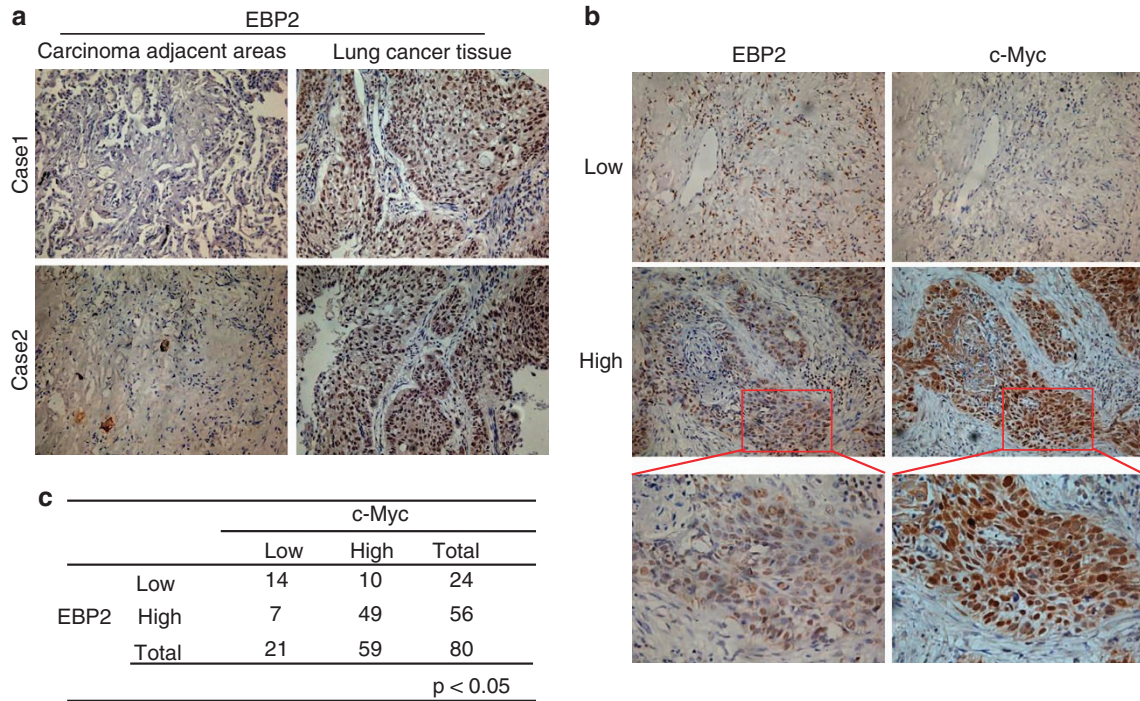 a
EBP2
Carcinoma adjacent areas Lung cancer tissue
Case1
Case2
b
EBP2 c-Myc
Low
High
c
c-Myc
Low High Total
Low 14 10 24
EBP2 High 7 49 56
Total 21 59 80
p < 0.05